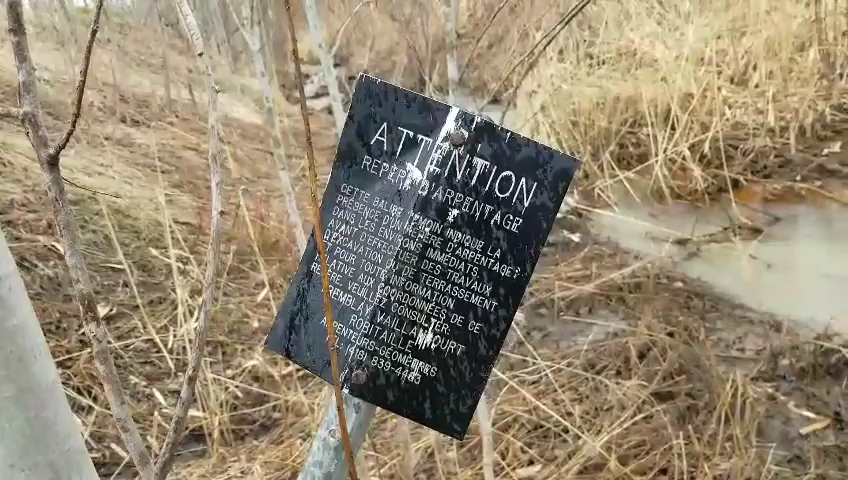 ATTENTION
REPÈRE D'ARPENTAGE
CETTE BALISE TÉMOIN INDIQUE LA
PRÉSENCE D'UN REPÈRE D'ARPENTAGE
DANS LES ENVIRONS IMMÉDIATS
AVANT D'EFFECTUER DES TRAVAUX
D'EXCAVATION OU DE TERRASSEMENT
POUR TOUTE INFORMATION
RELATIVE AUX COORDONNÉES DE CE
REPÈRE, VEUILLEZ CONSULTER:
VAILLANCOURT
ROBITAILLE
ARPENTEURS-GÉOMÈTRES
(418) 839-4463